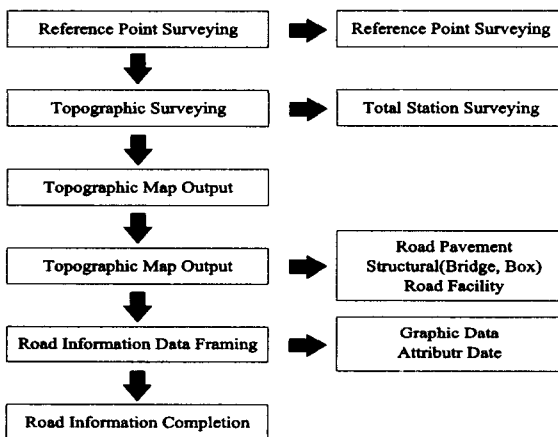 Reference Point Surveying
Reference Point Surveying
Topographic Surveying
Total Station Surveying
Topographic Map Output
Topographic Map Output
Road Pavement
Structural(Bridge, Box)
Road Facility
Road Information Data Framing
Graphic Data
Attributr Date
Road Information Completion